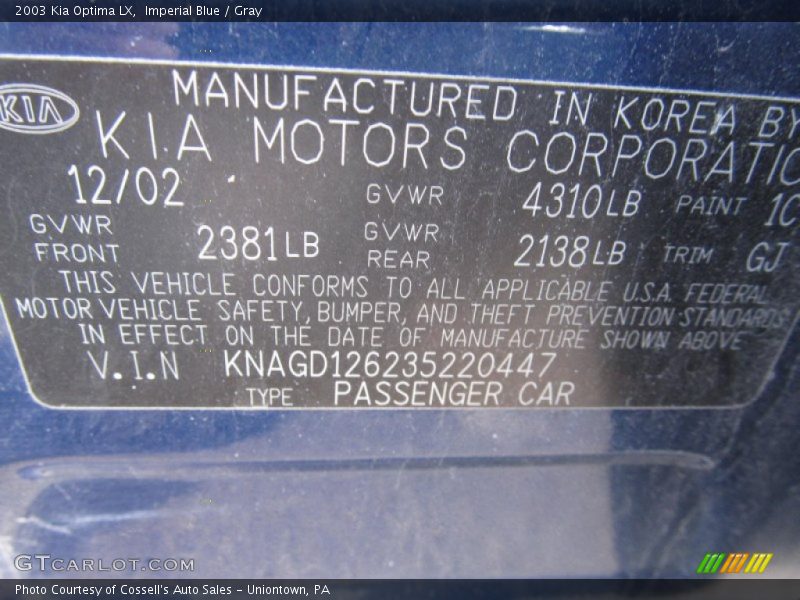 2003 Kia Optima LX, Imperial Blue / Gray
MANUFACTURED IN KOREA BY
KIA
KIA MOTORS CORPORATIO
12/02 GVWR 4310LB PAINT 1C
GVWR FRONT 2381LB GVWR REAR 2138LB TRIM GJ
THIS VEHICLE CONFORMS TO ALL APPLICABLE U.S.A. FEDERAL
MOTOR VEHICLE SAFETY, BUMPER, AND THEFT PREVENTION STANDARDS
IN EFFECT ON THE DATE OF MANUFACTURE SHOWN ABOVE
V.I.N KNAGD126235220447
TYPE PASSENGER CAR
GTCARLOT.COM
Photo Courtesy of Cossell's Auto Sales - Uniontown, PA